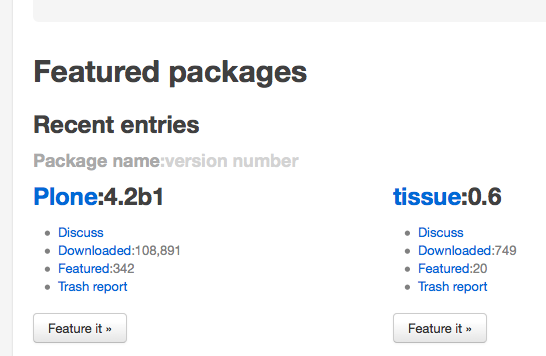 Featured packages
Recent entries
Package name:version number
Plone:4.2b1
Discuss
Downloaded:108,891
Featured:342
Trash report
Feature it »
tissue:0.6
Discuss
Downloaded:749
Featured:20
Trash report
Feature it »